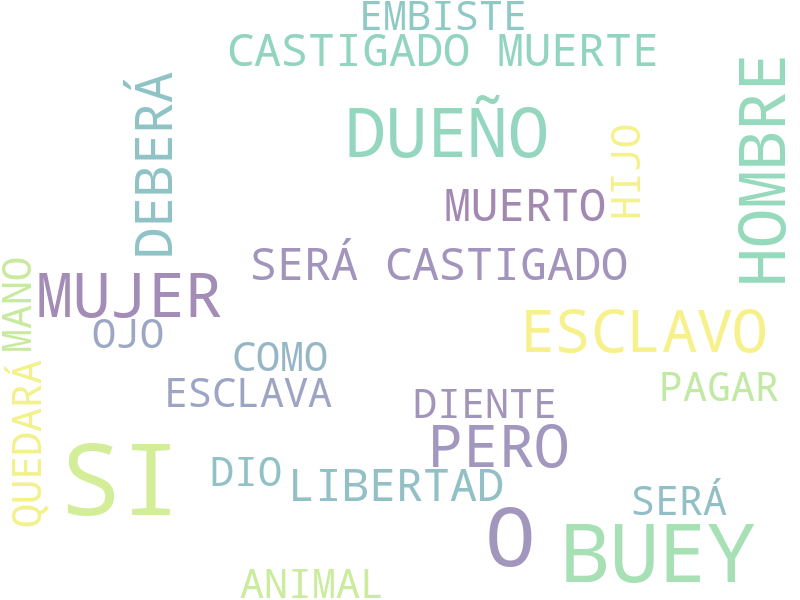 EMBISTE
CASTIGADO MUERTE
DEBERÁ
HOMBRE
DUEÑO
HIJO
MUERTO
SERÁ CASTIGADO
MANO
MUJER
ESCLAVO
OJO
COMO
QUEDARÁ
ESCLAVA
PAGAR
DIENTE
PERO
SI
DIO
LIBERTAD
SERÁ
O
BUEY
ANIMAL